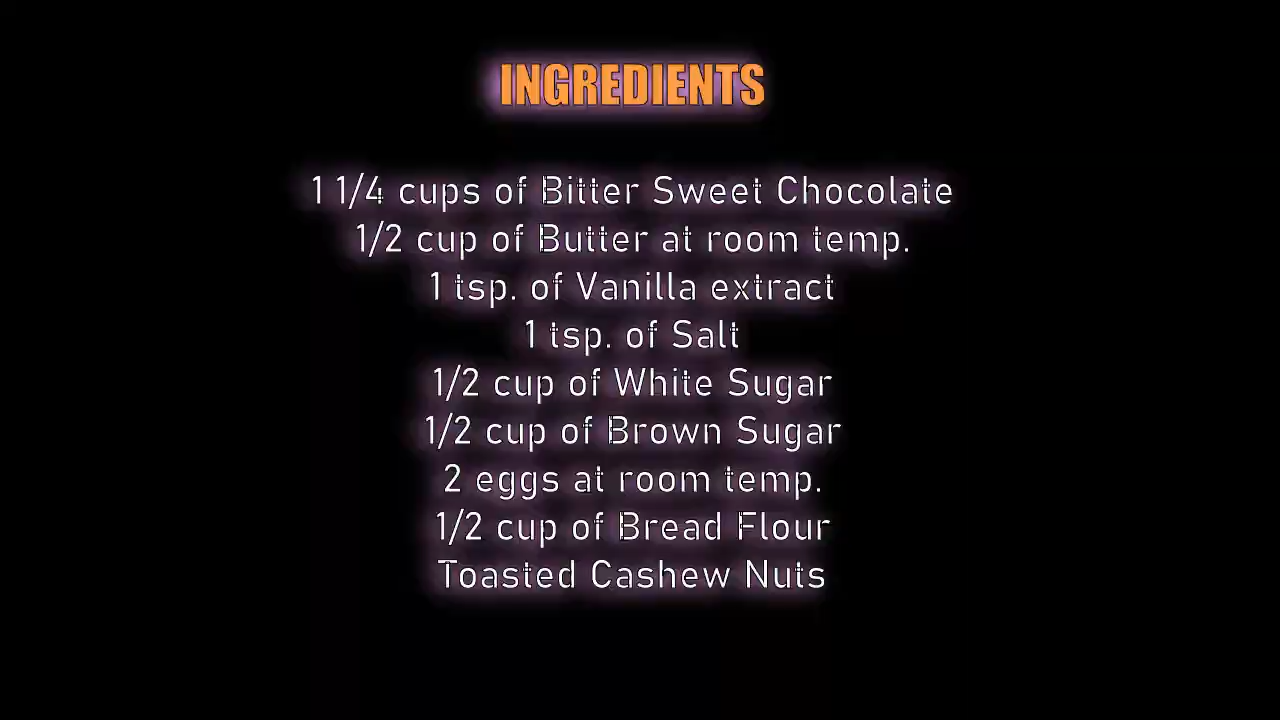 INGREDIENTS
1 1/4 cups of Bitter Sweet Chocolate
1/2 cup of Butter at room temp.
1 tsp. of Vanilla extract
1 tsp. of Salt
1/2 cup of White Sugar
1/2 cup of Brown Sugar
2 eggs at room temp.
1/2 cup of Bread Flour
Toasted Cashew Nuts